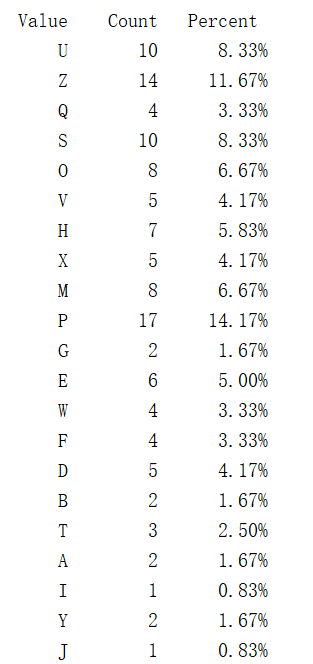 Value Count Percent
U 10 8.33%
Z 14 11.67%
Q 4 3.33%
S 10 8.33%
O 8 6.67%
V 5 4.17%
H 7 5.83%
X 5 4.17%
M 8 6.67%
P 17 14.17%
G 2 1.67%
E 6 5.00%
W 4 3.33%
F 4 3.33%
D 5 4.17%
B 2 1.67%
T 3 2.50%
A 2 1.67%
I 1 0.83%
Y 2 1.67%
J 1 0.83%